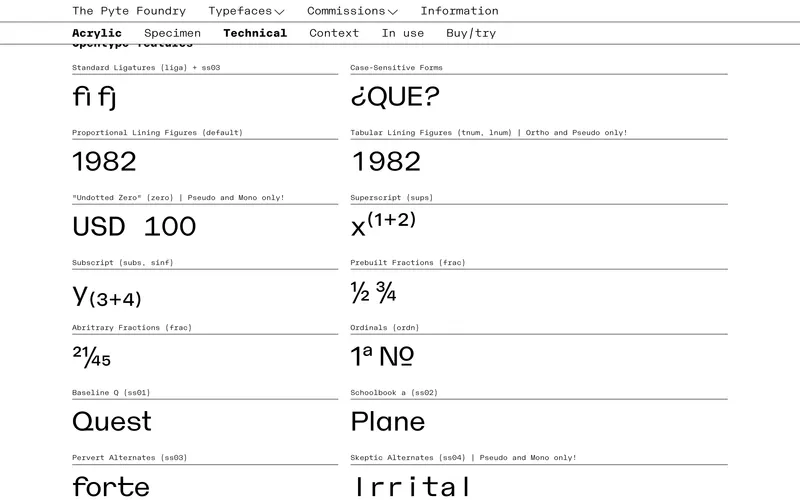 The Pyte Foundry Typefaces Commissions Information
Acrylic Specimen Technical Context In use Buy/try
Opentype features
Standard Ligatures (liga) + ss03
fi fj
Case-Sensitive Forms
¿QUE?
Proportional Lining Figures (default)
1982
Tabular Lining Figures (tnum, lnum) | Ortho and Pseudo only!
1982
"Undotted Zero" (zero) | Pseudo and Mono only!
USD 100
Superscript (sups)
x(1+2)
Subscript (subs, sinf)
y(3+4)
Prebuilt Fractions (frac)
½ ¾
Abritrary Fractions (frac)
21/45
Ordinals (ordn)
1ª Nº
Baseline Q (ss01)
Quest
Schoolbook a (ss02)
Plane
Pervert Alternates (ss03)
forte
Skeptic Alternates (ss04) | Pseudo and Mono only!
Irrital